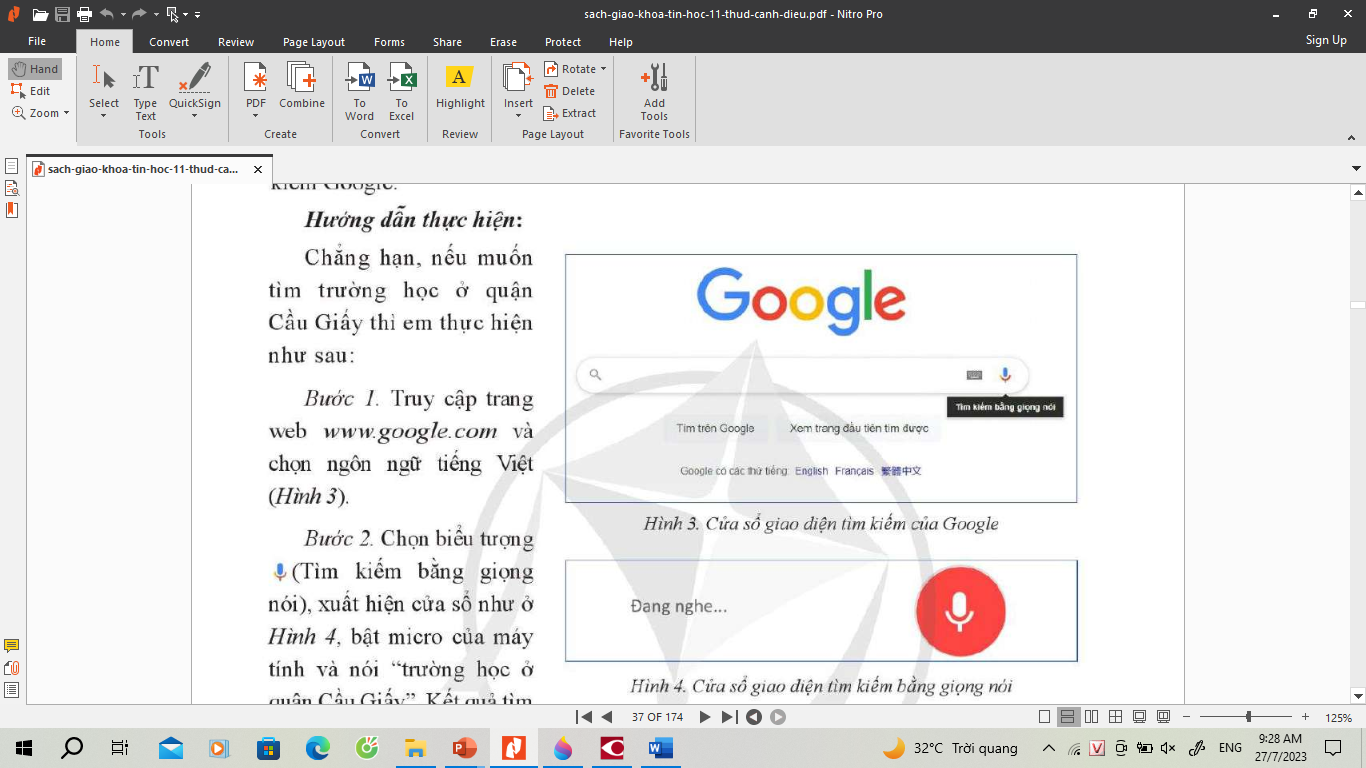 sach-giao-khoa-tin-hoc-11-thud-canh-dieu.pdf - Nitro Pro
File Home Convert Review Page Layout Forms Share Erase Protect Help Sign Up
Hand
Edit
Zoom
Select
Type Text
QuickSign
Tools
PDF
Combine
Create
To Word
To Excel
Convert
A
Highlight
Review
Insert
Rotate
Delete
Extract
Page Layout
Add Tools
Favorite Tools
sach-giao-khoa-tin-hoc-11-thud-ca...
kiếm Google.
Hướng dẫn thực hiện:
Chẳng hạn, nếu muốn
tìm trường học ở quận
Cầu Giấy thì em thực hiện
như sau:
Bước 1. Truy cập trang
web www.google.com và
chọn ngôn ngữ tiếng Việt
(Hình 3).
Bước 2. Chọn biểu tượng
(Tìm kiếm bằng giọng
nói), xuất hiện cửa sổ như ở
Hình 4, bật micro của máy
tính và nói “trường học ở
quận Cầu Giấy”. Kết quả tìm
Google
Tìm kiếm bằng giọng nói
Tìm trên Google Xem trang đầu tiên tìm được
Google có các thứ tiếng: English Français 繁體中文
Hình 3. Cửa sổ giao diện tìm kiếm của Google
Đang nghe...
Hình 4. Cửa sổ giao diện tìm kiếm bằng giọng nói
37 OF 174
125%
32°C Trời quang
ENG
9:28 AM
27/7/2023